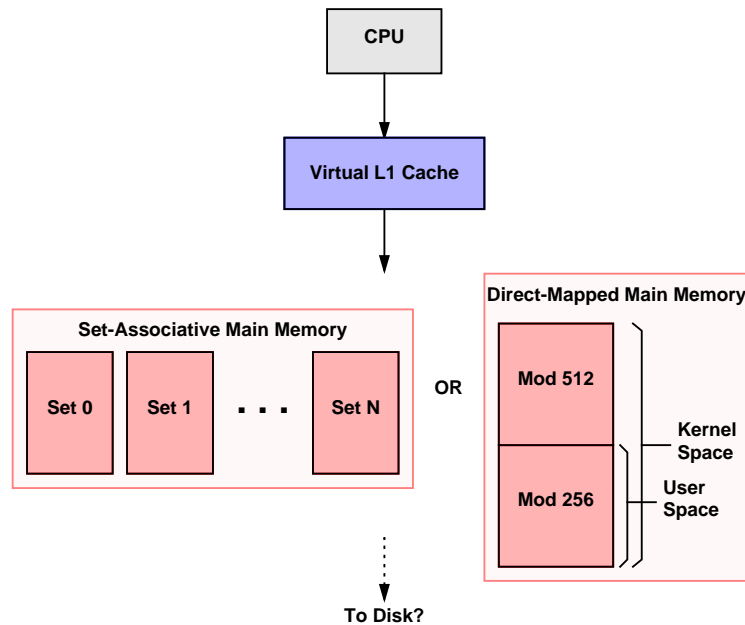 CPU
Virtual L1 Cache
Set-Associative Main Memory
Set 0
Set 1
. . .
Set N
OR
Direct-Mapped Main Memory
Mod 512
Mod 256
Kernel
Space
User
Space
To Disk?